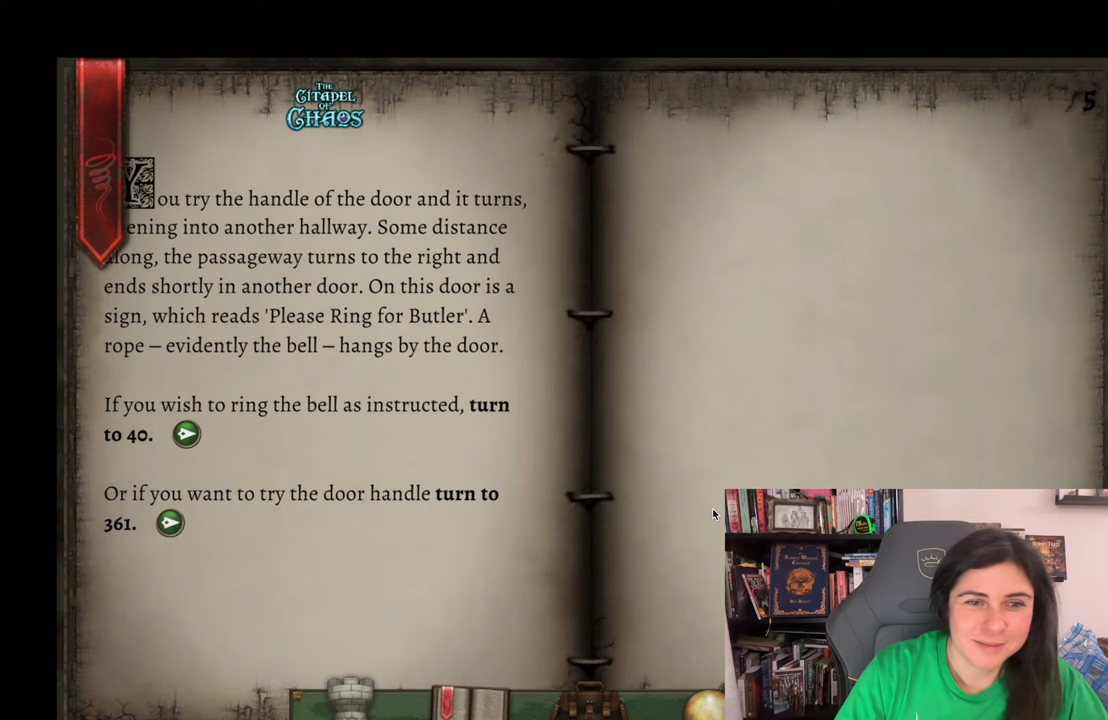 THE
CITADEL
OF
CHAOS
5
You try the handle of the door and it turns,
ening into another hallway. Some distance
along, the passageway turns to the right and
ends shortly in another door. On this door is a
sign, which reads 'Please Ring for Butler'. A
rope – evidently the bell – hangs by the door.
If you wish to ring the bell as instructed, turn
to 40.
Or if you want to try the door handle turn to
361.